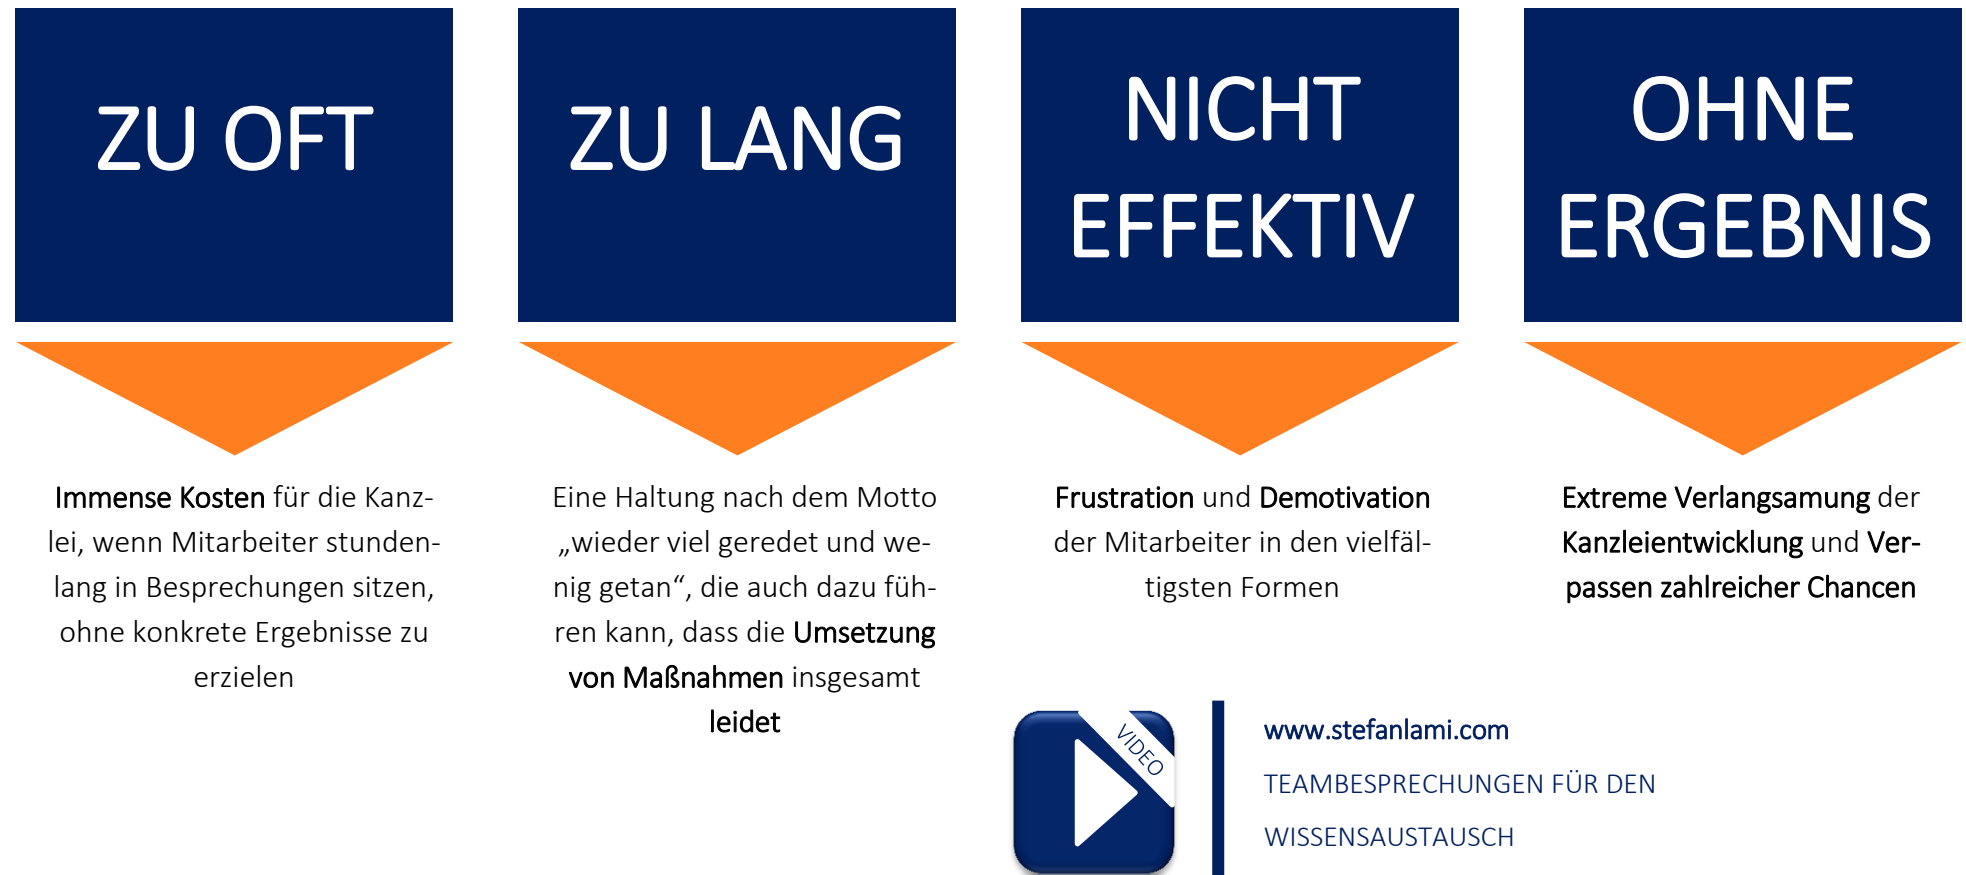 ZU OFT
Immense Kosten für die Kanz-
lei, wenn Mitarbeiter stunden-
lang in Besprechungen sitzen,
ohne konkrete Ergebnisse zu
erzielen
ZU LANG
Eine Haltung nach dem Motto
„wieder viel geredet und we-
nig getan“, die auch dazu füh-
ren kann, dass die Umsetzung
von Maßnahmen insgesamt
leidet
NICHT
EFFEKTIV
Frustration und Demotivation
der Mitarbeiter in den vielfäl-
tigsten Formen
OHNE
ERGEBNIS
Extreme Verlangsamung der
Kanzleientwicklung und Ver-
passen zahlreicher Chancen
VIDEO
www.stefanlami.com
TEAMBESPRECHUNGEN FÜR DEN
WISSENSAUSTAUSCH